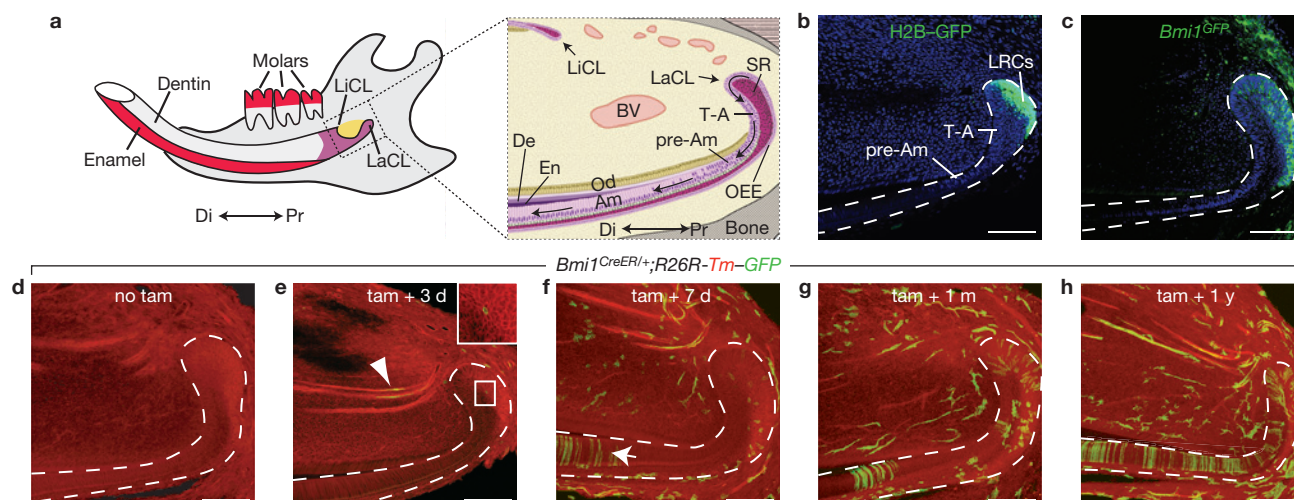 a
Molars
Dentin
LiCL
Enamel
LaCL
Di
Pr
LiCL
LaCL
SR
BV
T-A
pre-Am
De
En
Od
Am
OEE
Di
Pr
Bone
b
H2B–GFP
LRCs
T-A
pre-Am
c
Bmi1GFP
Bmi1CreER/+;R26R-Tm–GFP
d
no tam
e
tam + 3 d
f
tam + 7 d
g
tam + 1 m
h
tam + 1 y